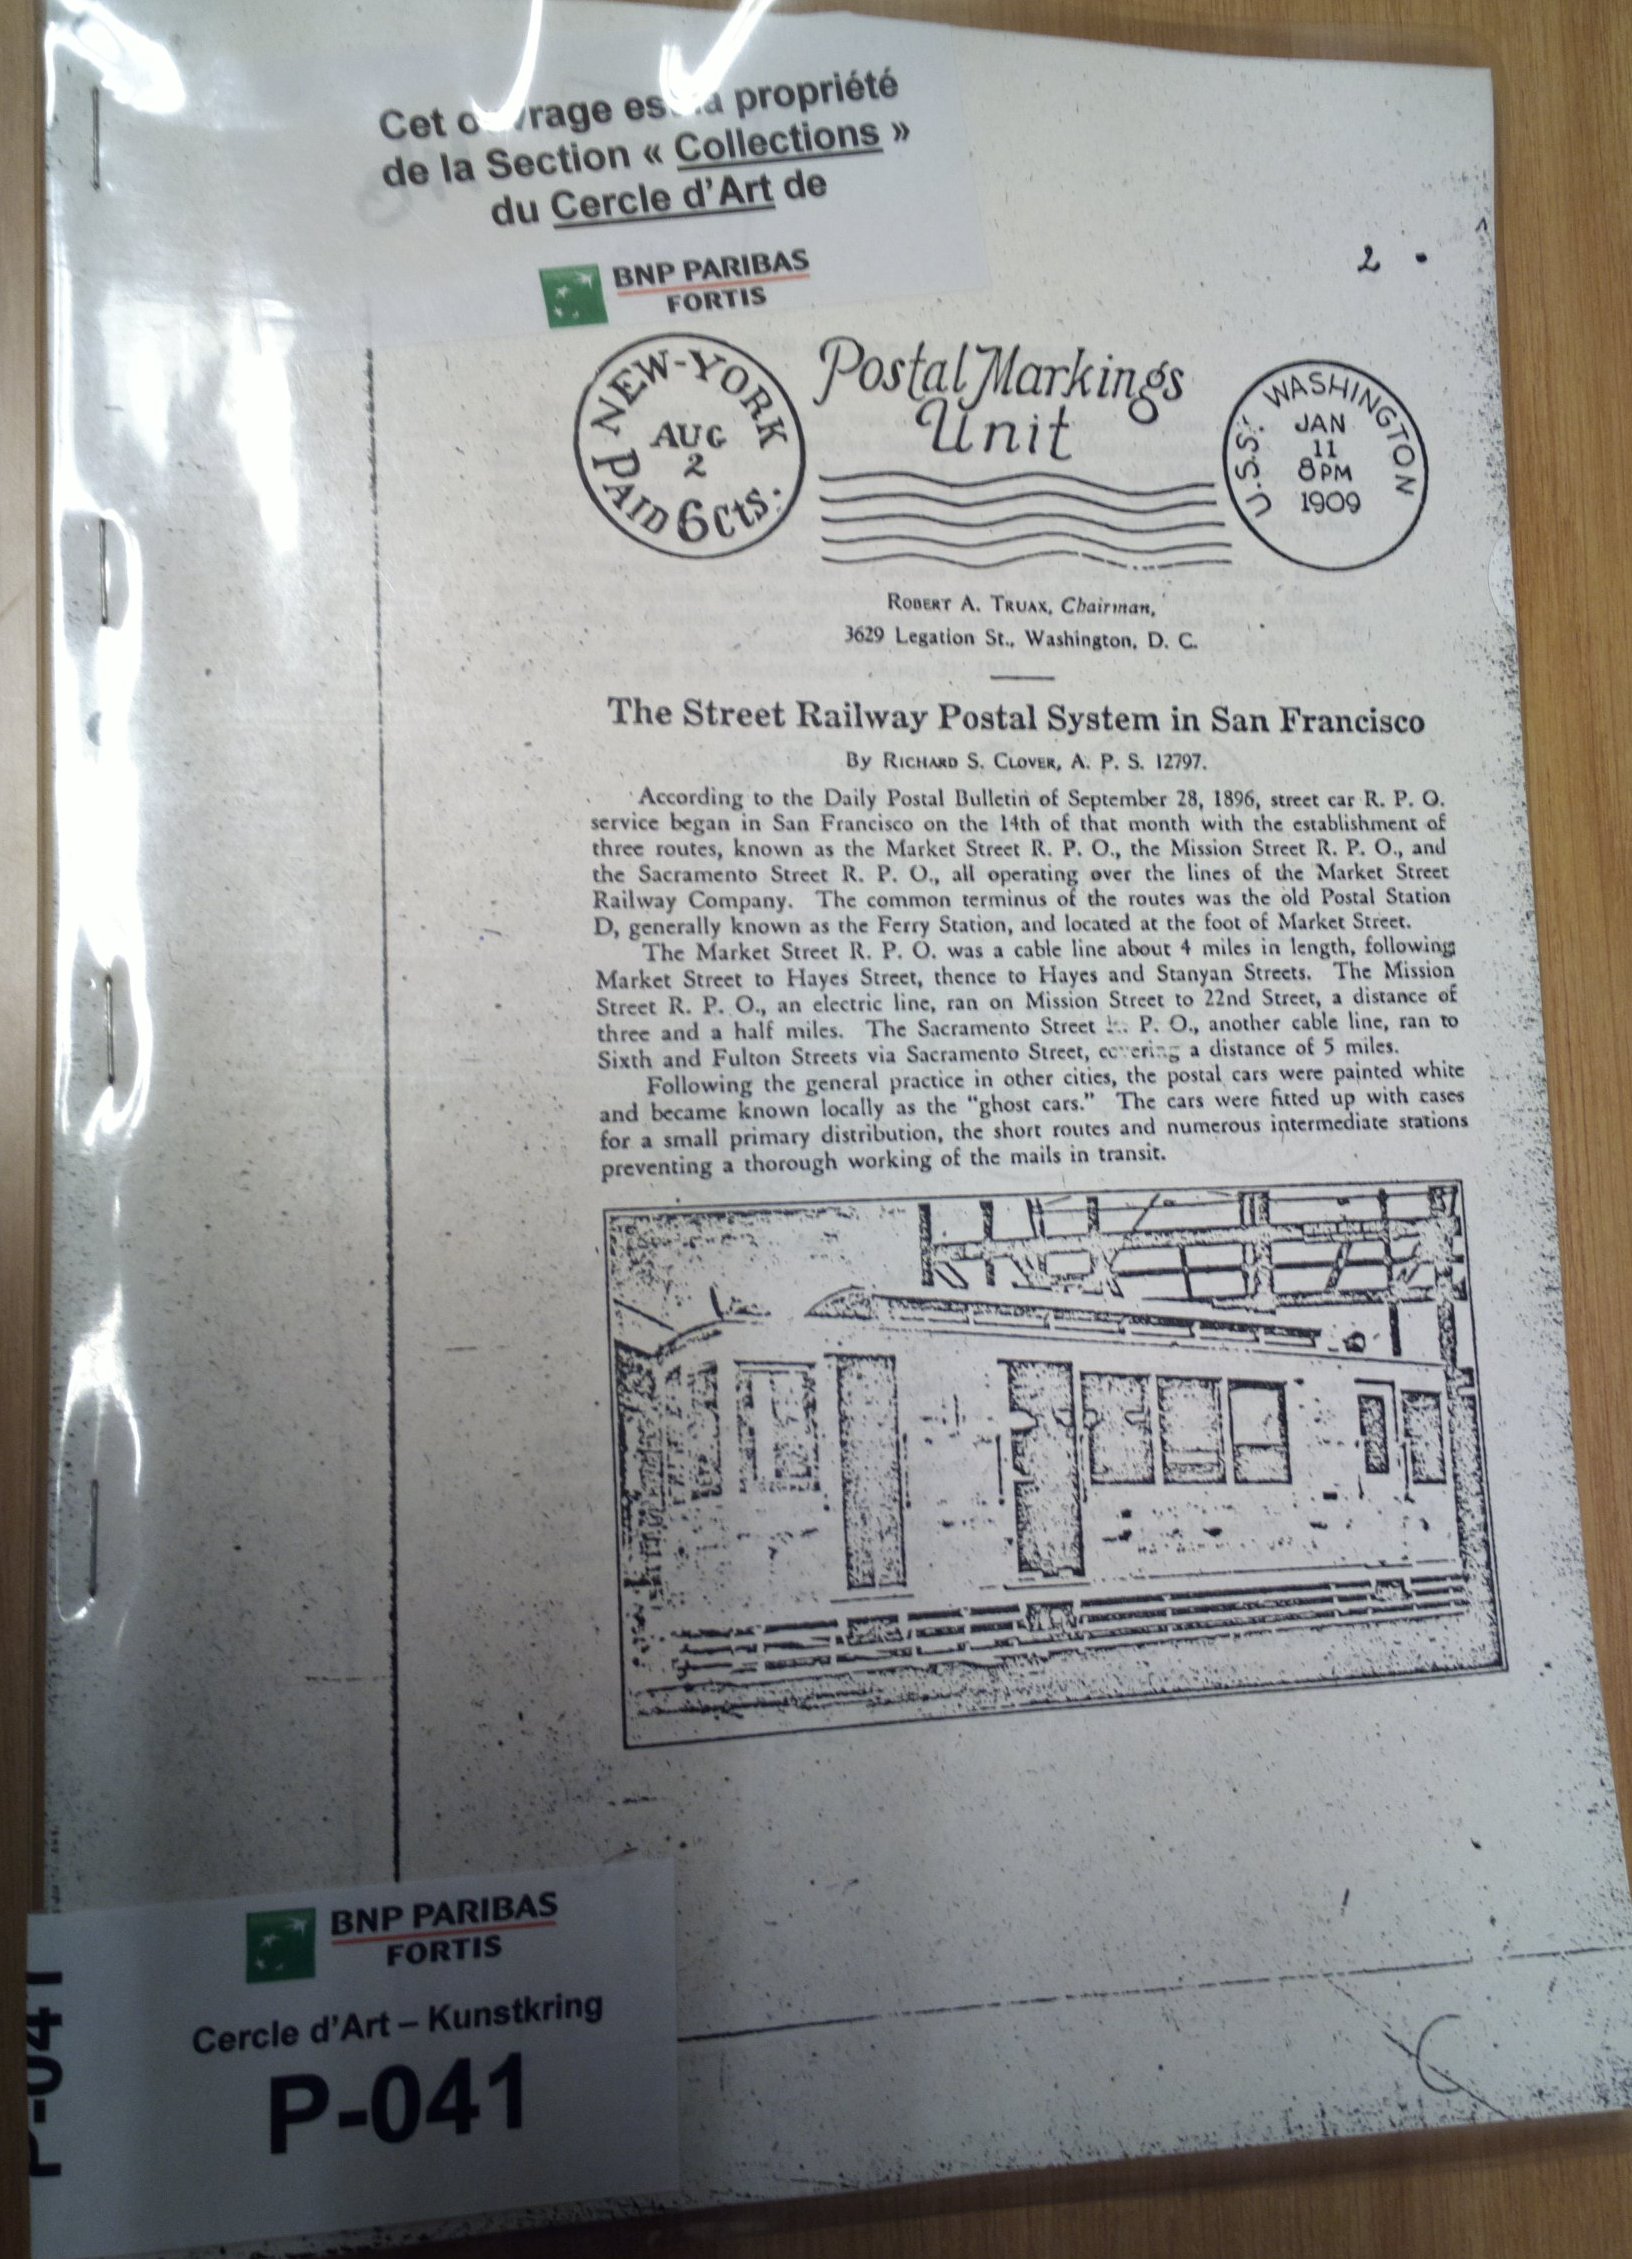 Cet ouvrage est la propriété
de la Section « Collections »
du Cercle d'Art de
BNP PARIBAS
FORTIS
2 .
NEW-YORK
AUG
2
PAID 6 Cts.
Postal Markings
Unit
U.S.S. WASHINGTON
JAN
11
8 PM
1909
ROBERT A. TRUAX, Chairman,
3629 Legation St., Washington, D. C.
The Street Railway Postal System in San Francisco
By RICHARD S. CLOVER, A. P. S. 12797.
According to the Daily Postal Bulletin of September 28, 1896, street car R. P. O.
service began in San Francisco on the 14th of that month with the establishment of
three routes, known as the Market Street R. P. O., the Mission Street R. P. O., and
the Sacramento Street R. P. O., all operating over the lines of the Market Street
Railway Company. The common terminus of the routes was the old Postal Station
D, generally known as the Ferry Station, and located at the foot of Market Street.
The Market Street R. P. O. was a cable line about 4 miles in length, following
Market Street to Hayes Street, thence to Hayes and Stanyan Streets. The Mission
Street R. P. O., an electric line, ran on Mission Street to 22nd Street, a distance of
three and a half miles. The Sacramento Street R. P. O., another cable line, ran to
Sixth and Fulton Streets via Sacramento Street, covering a distance of 5 miles.
Following the general practice in other cities, the postal cars were painted white
and became known locally as the "ghost cars." The cars were fitted up with cases
for a small primary distribution, the short routes and numerous intermediate stations
preventing a thorough working of the mails in transit.
BNP PARIBAS
FORTIS
Cercle d'Art – Kunstkring
P-041
P-041